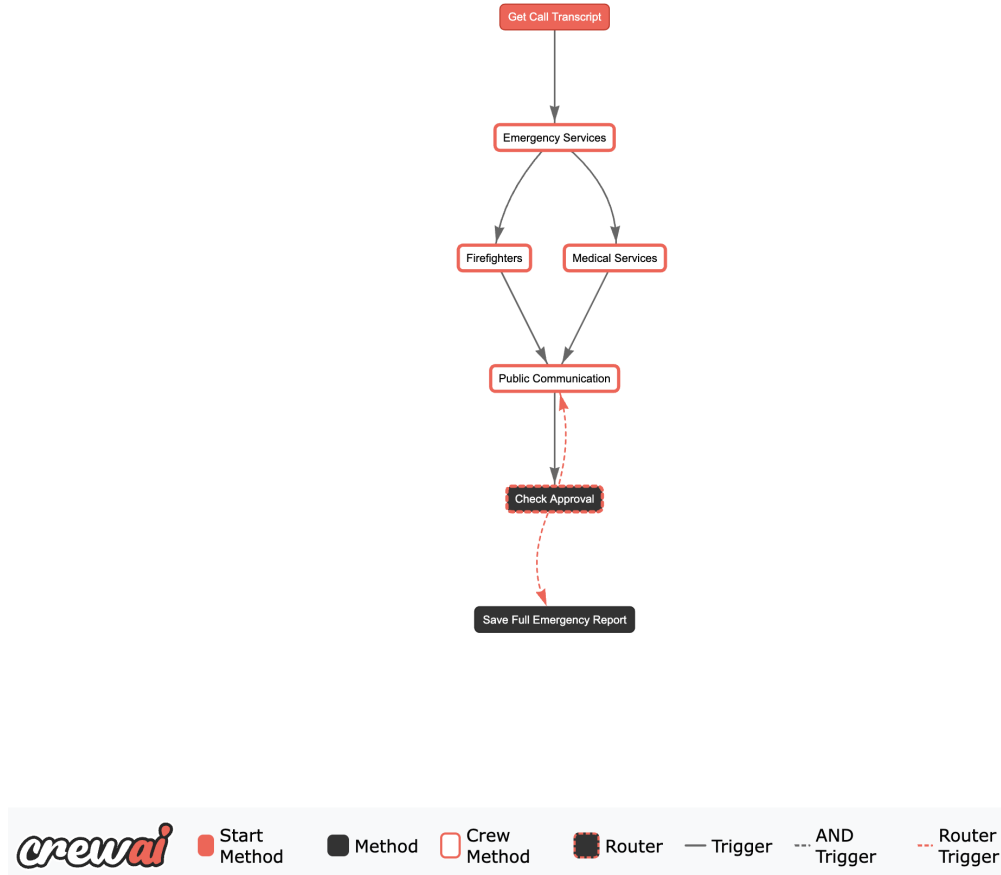 Get Call Transcript
Emergency Services
Firefighters
Medical Services
Public Communication
Check Approval
Save Full Emergency Report
crewai
Start
Method
Method
Crew
Method
Router
Trigger
AND
Trigger
Router
Trigger